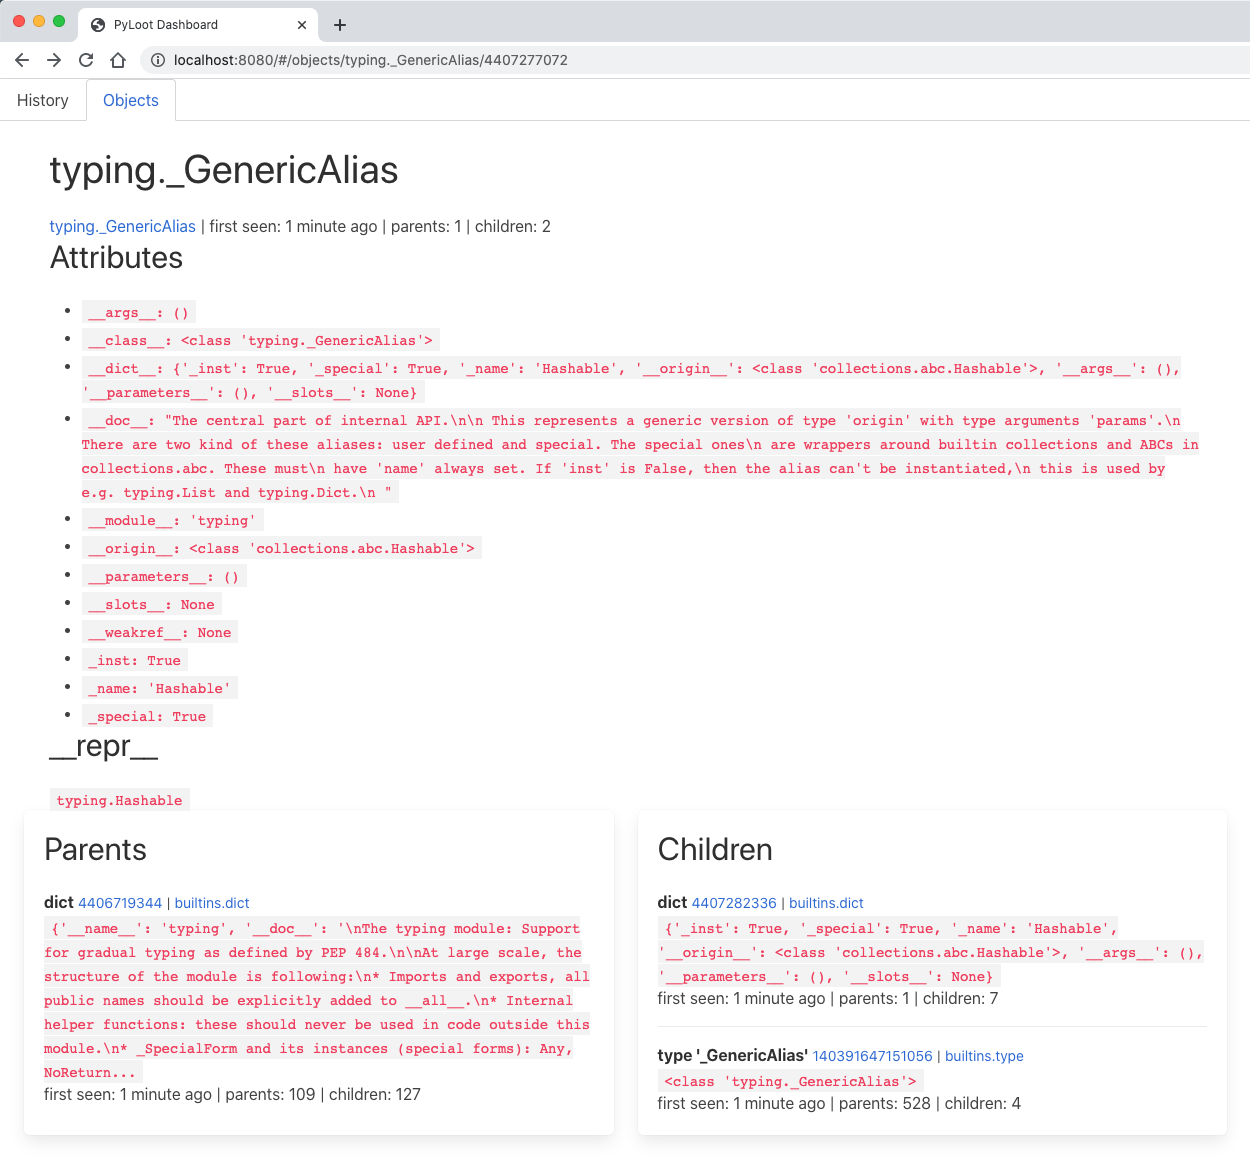 PyLoot Dashboard
localhost:8080/#/objects/typing._GenericAlias/4407277072
History
Objects
typing._GenericAlias
typing._GenericAlias | first seen: 1 minute ago | parents: 1 | children: 2
Attributes
__args__: ()
__class__: <class 'typing._GenericAlias'>
__dict__: {'_inst': True, '_special': True, '_name': 'Hashable', '__origin__': <class 'collections.abc.Hashable'>, '__args__': (),
'__parameters__': (), '__slots__': None}
__doc__: "The central part of internal API.\n\n This represents a generic version of type 'origin' with type arguments 'params'.\n
There are two kind of these aliases: user defined and special. The special ones\n are wrappers around builtin collections and ABCs in
collections.abc. These must\n have 'name' always set. If 'inst' is False, then the alias can't be instantiated,\n this is used by
e.g. typing.List and typing.Dict.\n "
__module__: 'typing'
__origin__: <class 'collections.abc.Hashable'>
__parameters__: ()
__slots__: None
__weakref__: None
_inst: True
_name: 'Hashable'
_special: True
__repr__
typing.Hashable
Parents
dict 4406719344 | builtins.dict
{'__name__': 'typing', '__doc__': '\nThe typing module: Support
for gradual typing as defined by PEP 484.\n\nAt large scale, the
structure of the module is following:\n* Imports and exports, all
public names should be explicitly added to __all__.\n* Internal
helper functions: these should never be used in code outside this
module.\n* _SpecialForm and its instances (special forms): Any,
NoReturn...
first seen: 1 minute ago | parents: 109 | children: 127
Children
dict 4407282336 | builtins.dict
{'_inst': True, '_special': True, '_name': 'Hashable',
'__origin__': <class 'collections.abc.Hashable'>, '__args__': (),
'__parameters__': (), '__slots__': None}
first seen: 1 minute ago | parents: 1 | children: 7
type '_GenericAlias' 140391647151056 | builtins.type
<class 'typing._GenericAlias'>
first seen: 1 minute ago | parents: 528 | children: 4